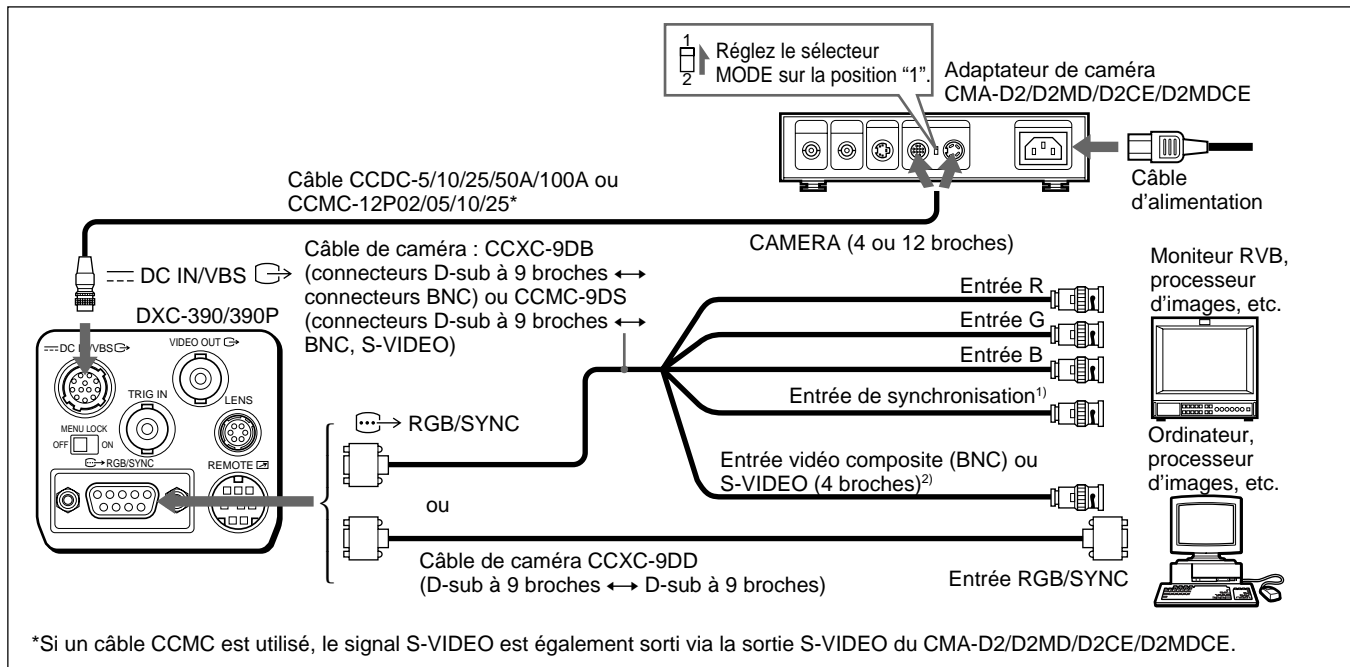 1
2
Réglez le sélecteur
MODE sur la position “1”.
Adaptateur de caméra
CMA-D2/D2MD/D2CE/D2MDCE
Câble
d’alimentation
Câble CCDC-5/10/25/50A/100A ou
CCMC-12P02/05/10/25*
CAMERA (4 ou 12 broches)
DC IN/VBS
Câble de caméra : CCXC-9DB
(connecteurs D-sub à 9 broches ↔
connecteurs BNC) ou CCMC-9DS
(connecteurs D-sub à 9 broches ↔
BNC, S-VIDEO)
DXC-390/390P
DC IN/VBS
VIDEO OUT
TRIG IN
LENS
MENU LOCK
OFF ON
RGB/SYNC
REMOTE
RGB/SYNC
ou
Entrée R
Entrée G
Entrée B
Entrée de synchronisation1)
Entrée vidéo composite (BNC) ou
S-VIDEO (4 broches)2)
Moniteur RVB,
processeur
d’images, etc.
Ordinateur,
processeur
d’images, etc.
Câble de caméra CCXC-9DD
(D-sub à 9 broches ↔ D-sub à 9 broches)
Entrée RGB/SYNC
*Si un câble CCMC est utilisé, le signal S-VIDEO est également sorti via la sortie S-VIDEO du CMA-D2/D2MD/D2CE/D2MDCE.